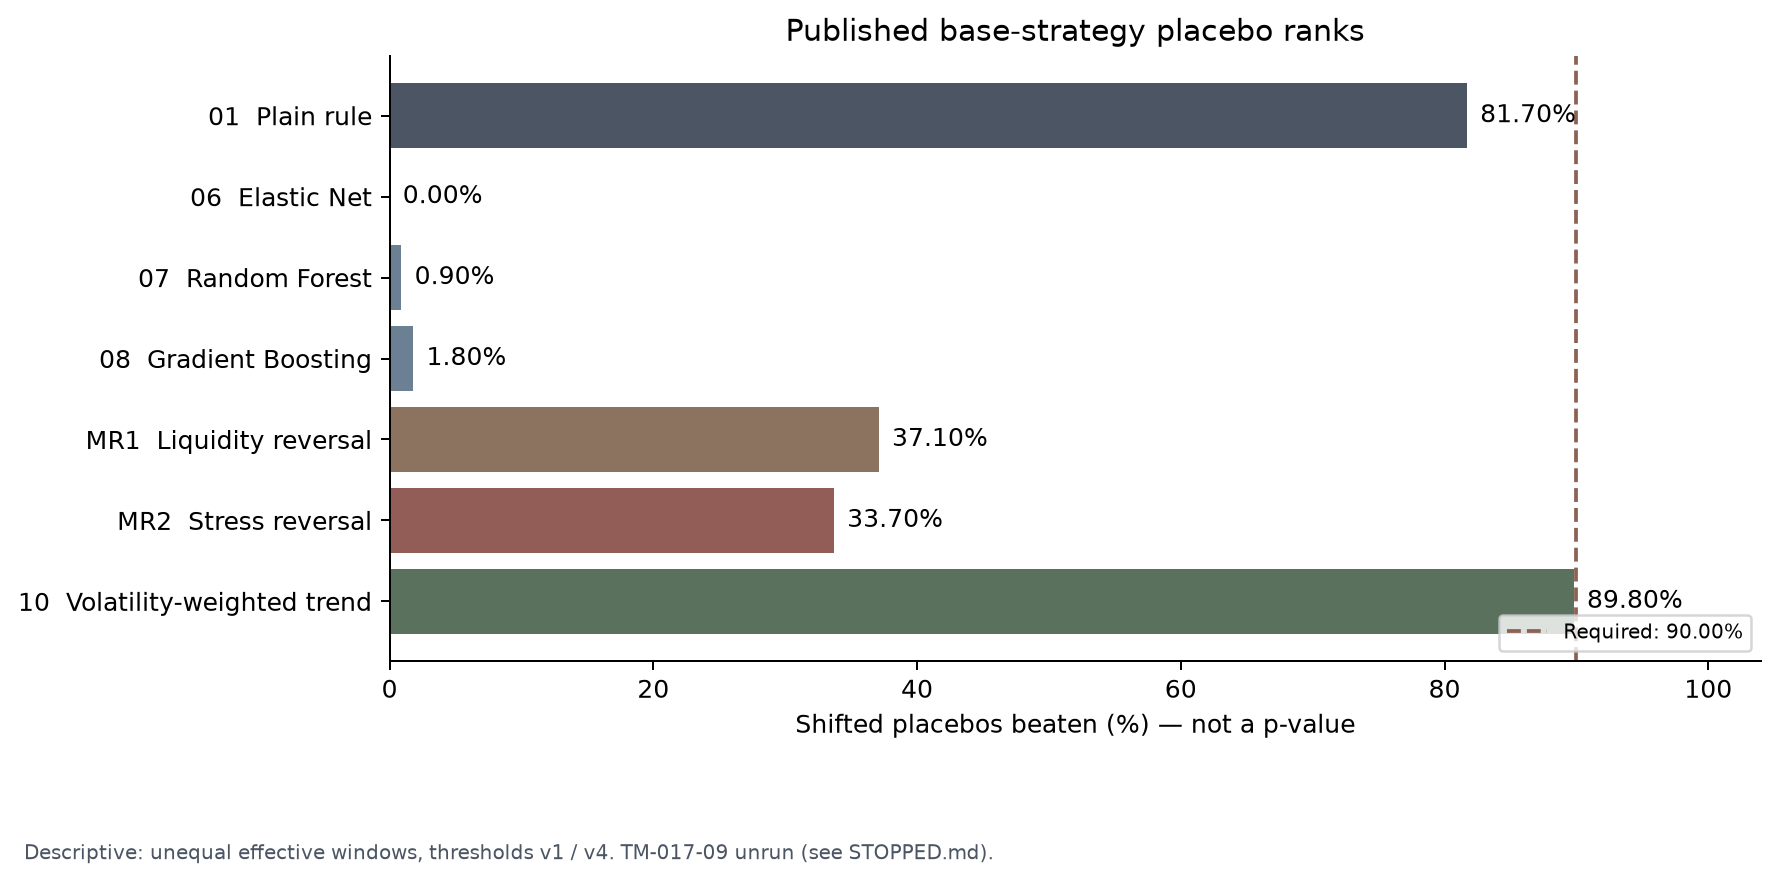 Published base-strategy placebo ranks
01  Plain rule
81.70%
06  Elastic Net
0.00%
07  Random Forest
0.90%
08  Gradient Boosting
1.80%
MR1  Liquidity reversal
37.10%
MR2  Stress reversal
33.70%
10  Volatility-weighted trend
89.80%
Required: 90.00%
0 20 40 60 80 100
Shifted placebos beaten (%) — not a p-value
Descriptive: unequal effective windows, thresholds v1 / v4. TM-017-09 unrun (see STOPPED.md).